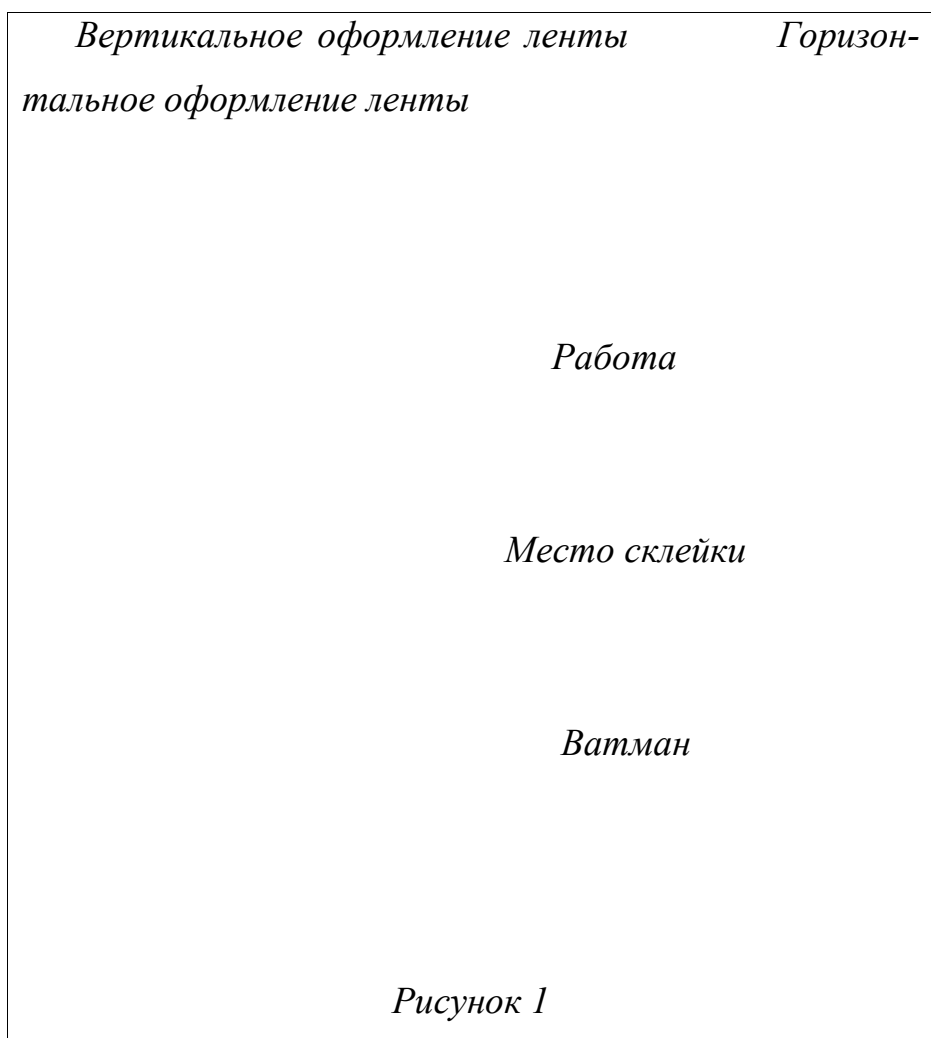 Вертикальное оформление ленты Горизон-
тальное оформление ленты
Работа
Место склейки
Ватман
Рисунок 1